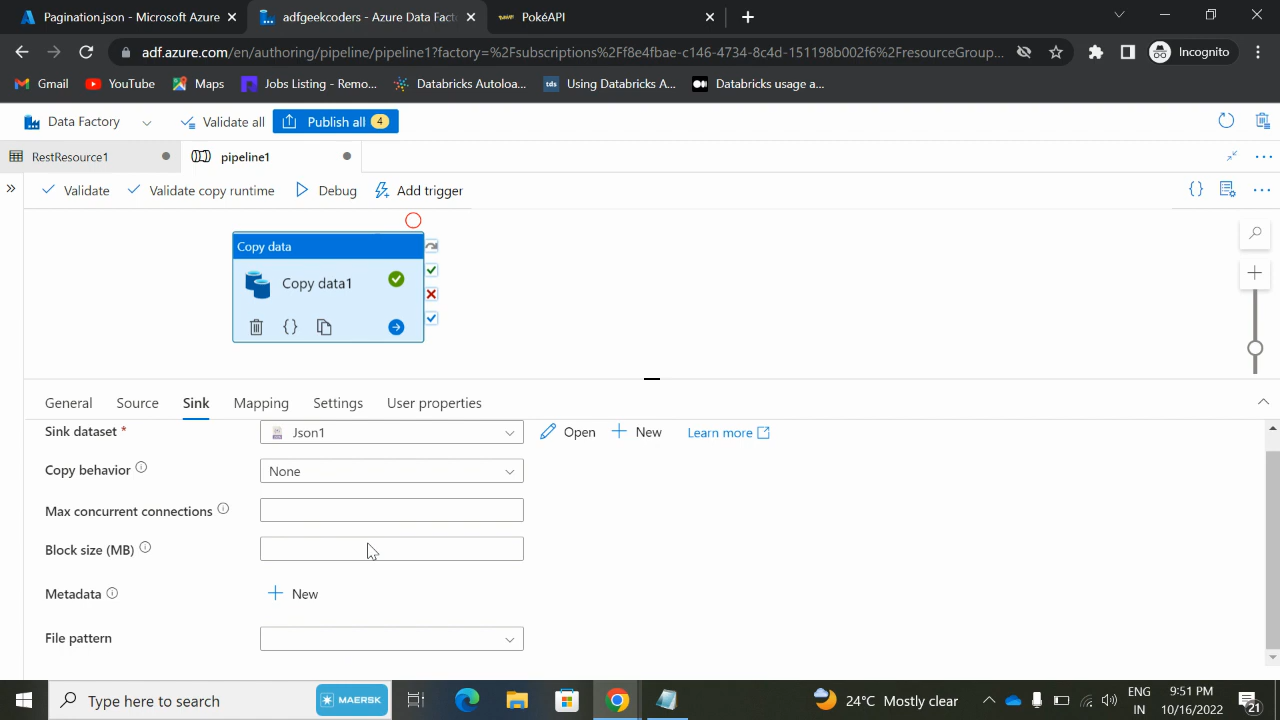 Pagination.json - Microsoft Azure
adfgeekcoders - Azure Data Fact
PokéAPI
adf.azure.com/en/authoring/pipeline/pipeline1?factory=%2Fsubscriptions%2Ff8e4fbae-c146-4734-8c4d-151198b002f6%2FresourceGroup...
Incognito
Gmail
YouTube
Maps
Jobs Listing - Remo...
Databricks Autoloa...
Using Databricks A...
Databricks usage a...
Data Factory
Validate all
Publish all 4
RestResource1
pipeline1
Validate
Validate copy runtime
Debug
Add trigger
Copy data
Copy data1
General
Source
Sink
Mapping
Settings
User properties
Sink dataset *
Json1
Open
New
Learn more
Copy behavior
None
Max concurrent connections
Block size (MB)
Metadata
New
File pattern
Type here to search
MAERSK
24°C Mostly clear
ENG
IN
9:51 PM
10/16/2022
21